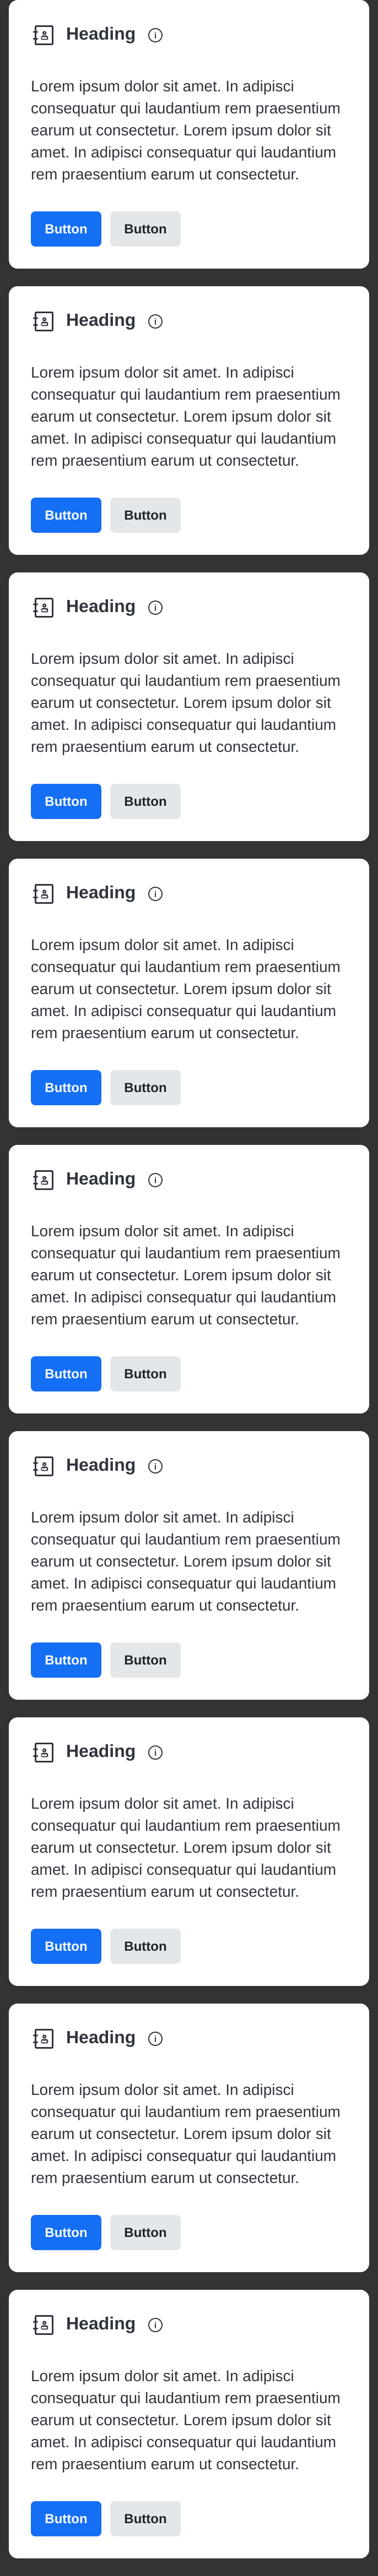 Heading
Lorem ipsum dolor sit amet. In adipisci
consequatur qui laudantium rem praesentium
earum ut consectetur. Lorem ipsum dolor sit
amet. In adipisci consequatur qui laudantium
rem praesentium earum ut consectetur.
Button Button
Heading
Lorem ipsum dolor sit amet. In adipisci
consequatur qui laudantium rem praesentium
earum ut consectetur. Lorem ipsum dolor sit
amet. In adipisci consequatur qui laudantium
rem praesentium earum ut consectetur.
Button Button
Heading
Lorem ipsum dolor sit amet. In adipisci
consequatur qui laudantium rem praesentium
earum ut consectetur. Lorem ipsum dolor sit
amet. In adipisci consequatur qui laudantium
rem praesentium earum ut consectetur.
Button Button
Heading
Lorem ipsum dolor sit amet. In adipisci
consequatur qui laudantium rem praesentium
earum ut consectetur. Lorem ipsum dolor sit
amet. In adipisci consequatur qui laudantium
rem praesentium earum ut consectetur.
Button Button
Heading
Lorem ipsum dolor sit amet. In adipisci
consequatur qui laudantium rem praesentium
earum ut consectetur. Lorem ipsum dolor sit
amet. In adipisci consequatur qui laudantium
rem praesentium earum ut consectetur.
Button Button
Heading
Lorem ipsum dolor sit amet. In adipisci
consequatur qui laudantium rem praesentium
earum ut consectetur. Lorem ipsum dolor sit
amet. In adipisci consequatur qui laudantium
rem praesentium earum ut consectetur.
Button Button
Heading
Lorem ipsum dolor sit amet. In adipisci
consequatur qui laudantium rem praesentium
earum ut consectetur. Lorem ipsum dolor sit
amet. In adipisci consequatur qui laudantium
rem praesentium earum ut consectetur.
Button Button
Heading
Lorem ipsum dolor sit amet. In adipisci
consequatur qui laudantium rem praesentium
earum ut consectetur. Lorem ipsum dolor sit
amet. In adipisci consequatur qui laudantium
rem praesentium earum ut consectetur.
Button Button
Heading
Lorem ipsum dolor sit amet. In adipisci
consequatur qui laudantium rem praesentium
earum ut consectetur. Lorem ipsum dolor sit
amet. In adipisci consequatur qui laudantium
rem praesentium earum ut consectetur.
Button Button